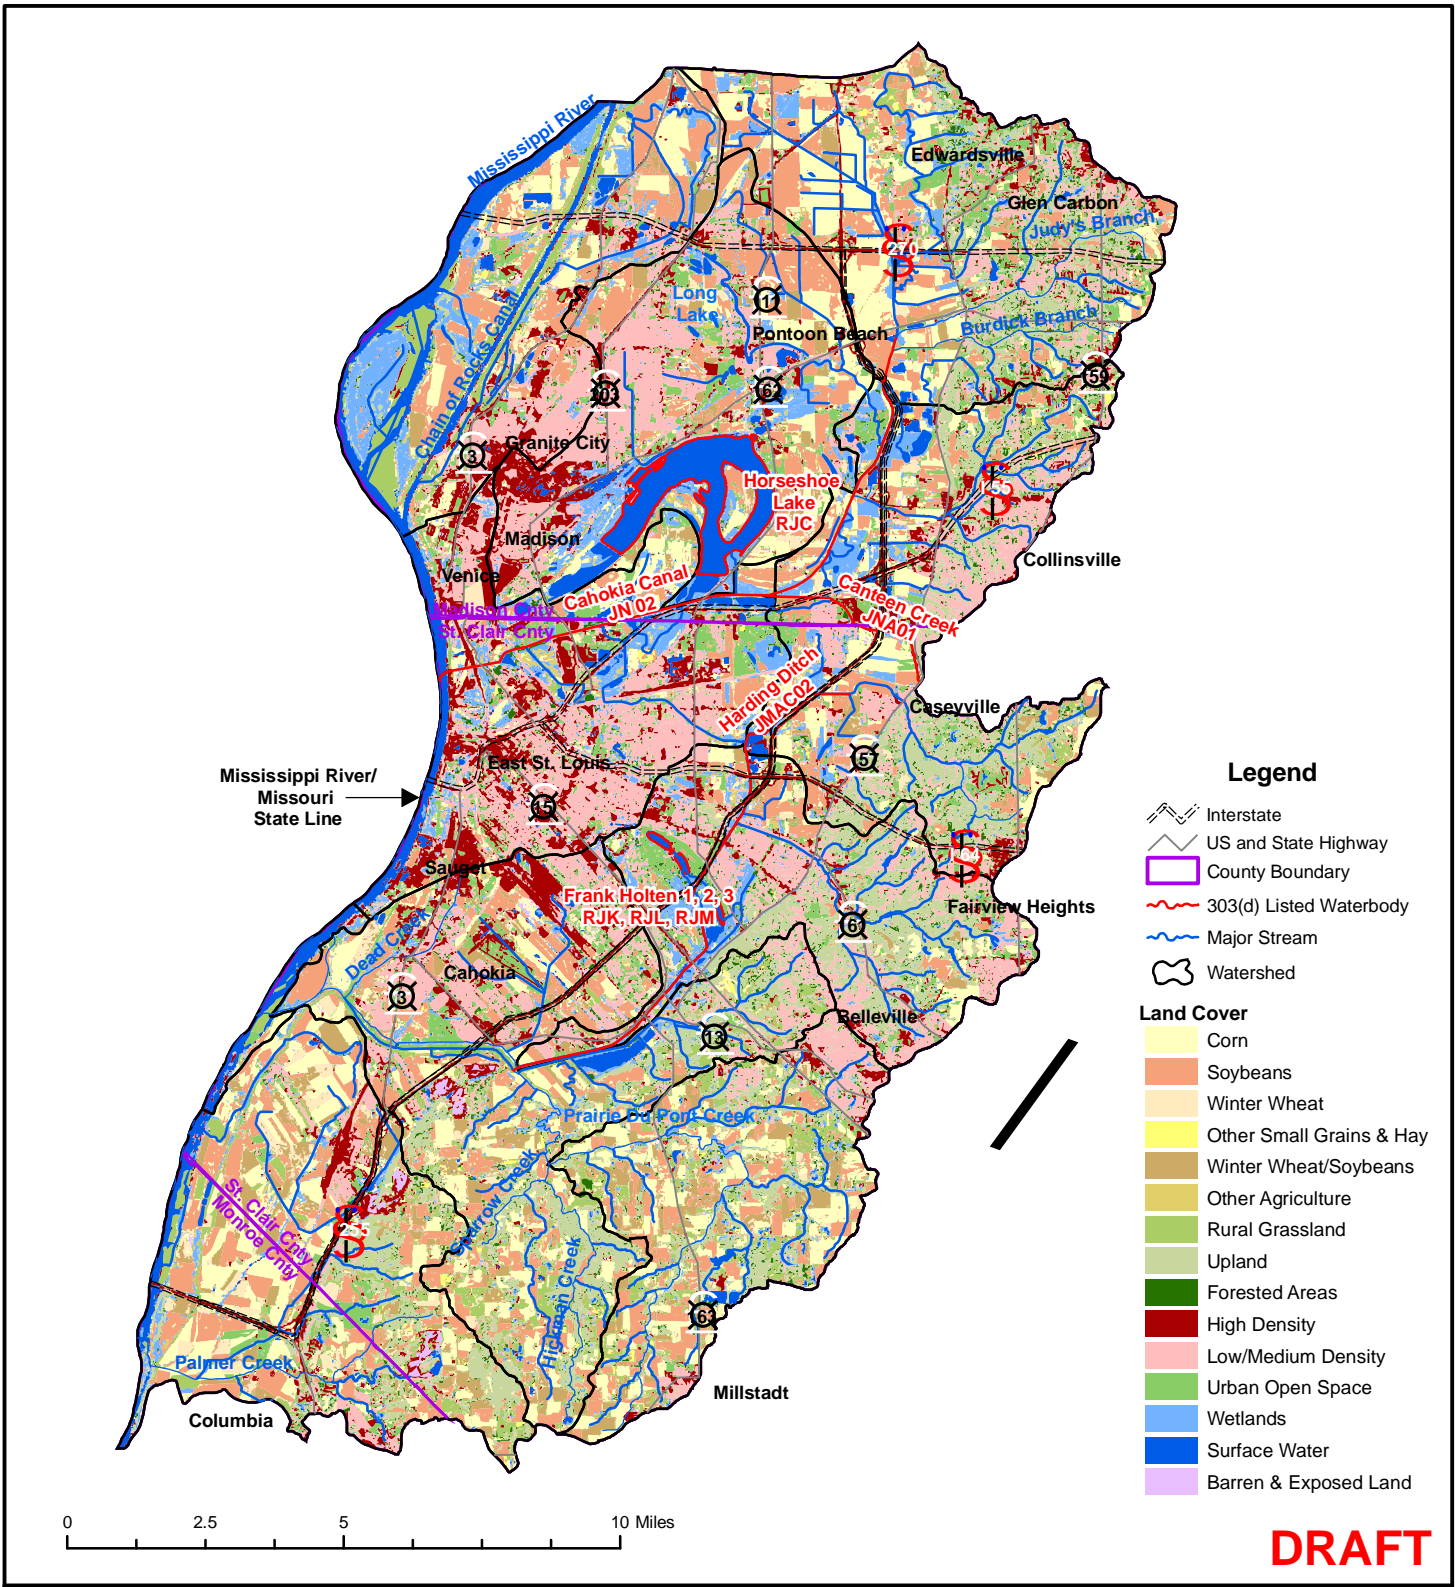 Mississippi River
Edwardsville
Glen Carbon
Judy's Branch
270
Long
Lake
11
Pontoon Beach
Burdick Branch
Chain of Rocks Canal
59
203
162
3
Granite City
Horseshoe
Lake
RJC
55
Madison
Collinsville
Venice
Cahokia Canal
JN 02
Canteen Creek
JNA01
Madison Cnty
St. Clair Cnty
Harding Ditch
JMAC02
Caseyville
57
East St. Louis
Mississippi River/
Missouri
State Line
15
Sauget
Frank Holten 1, 2, 3
RJK, RJL, RJM
Fairview Heights
Dead Creek
Cahokia
3
Belleville
13
Prairie Du Pont Creek
Sparrow Creek
St. Clair Cnty
Monroe Cnty
Hickman Creek
163
Palmer Creek
Millstadt
Columbia
Legend
Interstate
US and State Highway
County Boundary
303(d) Listed Waterbody
Major Stream
Watershed
Land Cover
Corn
Soybeans
Winter Wheat
Other Small Grains & Hay
Winter Wheat/Soybeans
Other Agriculture
Rural Grassland
Upland
Forested Areas
High Density
Low/Medium Density
Urban Open Space
Wetlands
Surface Water
Barren & Exposed Land
0 2.5 5 10 Miles
DRAFT